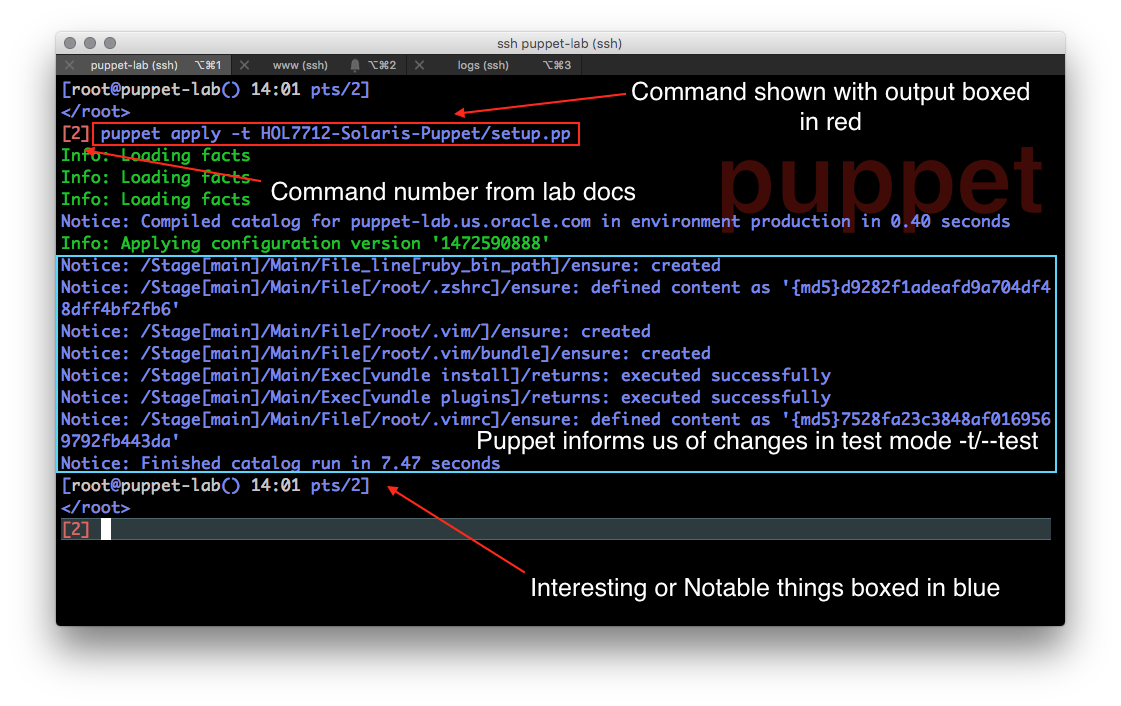 ssh puppet-lab (ssh)
puppet-lab (ssh) ⌥⌘1 www (ssh) ⌥⌘2 logs (ssh) ⌥⌘3
[root@puppet-lab() 14:01 pts/2]
Command shown with output boxed
in red
</root>
[2] puppet apply -t HOL7712-Solaris-Puppet/setup.pp
Info: Loading facts
Info: Loading facts
Info: Loading facts
Command number from lab docs
puppet
Notice: Compiled catalog for puppet-lab.us.oracle.com in environment production in 0.40 seconds
Info: Applying configuration version '1472590888'
Notice: /Stage[main]/Main/File_line[ruby_bin_path]/ensure: created
Notice: /Stage[main]/Main/File[/root/.zshrc]/ensure: defined content as '{md5}d9282f1adeafd9a704df4
8dff4bf2fb6'
Notice: /Stage[main]/Main/File[/root/.vim/]/ensure: created
Notice: /Stage[main]/Main/File[/root/.vim/bundle]/ensure: created
Notice: /Stage[main]/Main/Exec[vundle install]/returns: executed successfully
Notice: /Stage[main]/Main/Exec[vundle plugins]/returns: executed successfully
Notice: /Stage[main]/Main/File[/root/.vimrc]/ensure: defined content as '{md5}7528fa23c3848af016956
9792fb443da'
Puppet informs us of changes in test mode -t/--test
Notice: Finished catalog run in 7.47 seconds
[root@puppet-lab() 14:01 pts/2]
</root>
[2]
Interesting or Notable things boxed in blue